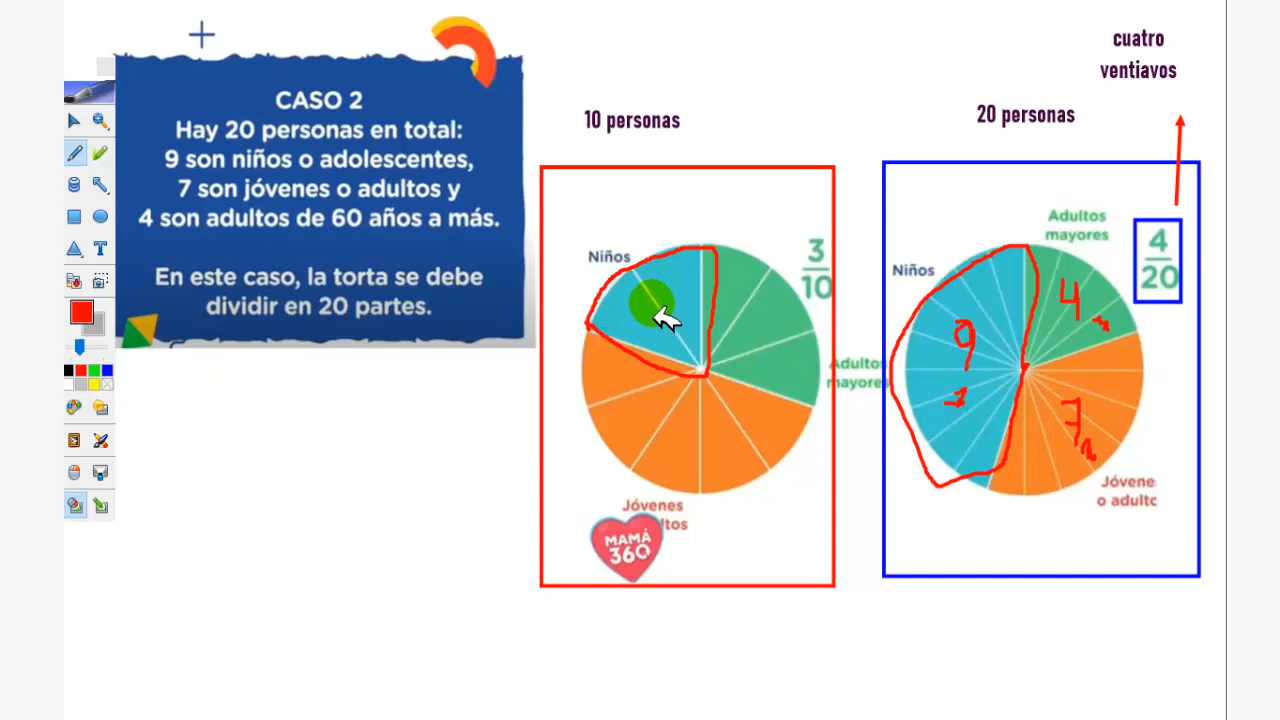 cuatro
ventiavos
CASO 2
Hay 20 personas en total:
9 son niños o adolescentes,
7 son jóvenes o adultos y
4 son adultos de 60 años a más.
En este caso, la torta se debe
dividir en 20 partes.
10 personas
Niños
3
10
Adultos
mayores
Jóvenes
ltos
MAMÁ
360
20 personas
Adultos
mayores
4
20
Niños
4
9
7
Jóvene
o adultc
T